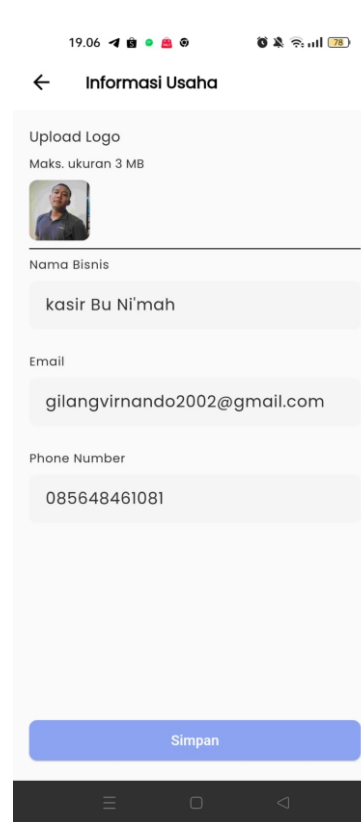 19.06
78
Informasi Usaha
Upload Logo
Maks. ukuran 3 MB
Nama Bisnis
kasir Bu Ni'mah
Email
gilangvirnando2002@gmail.com
Phone Number
085648461081
Simpan